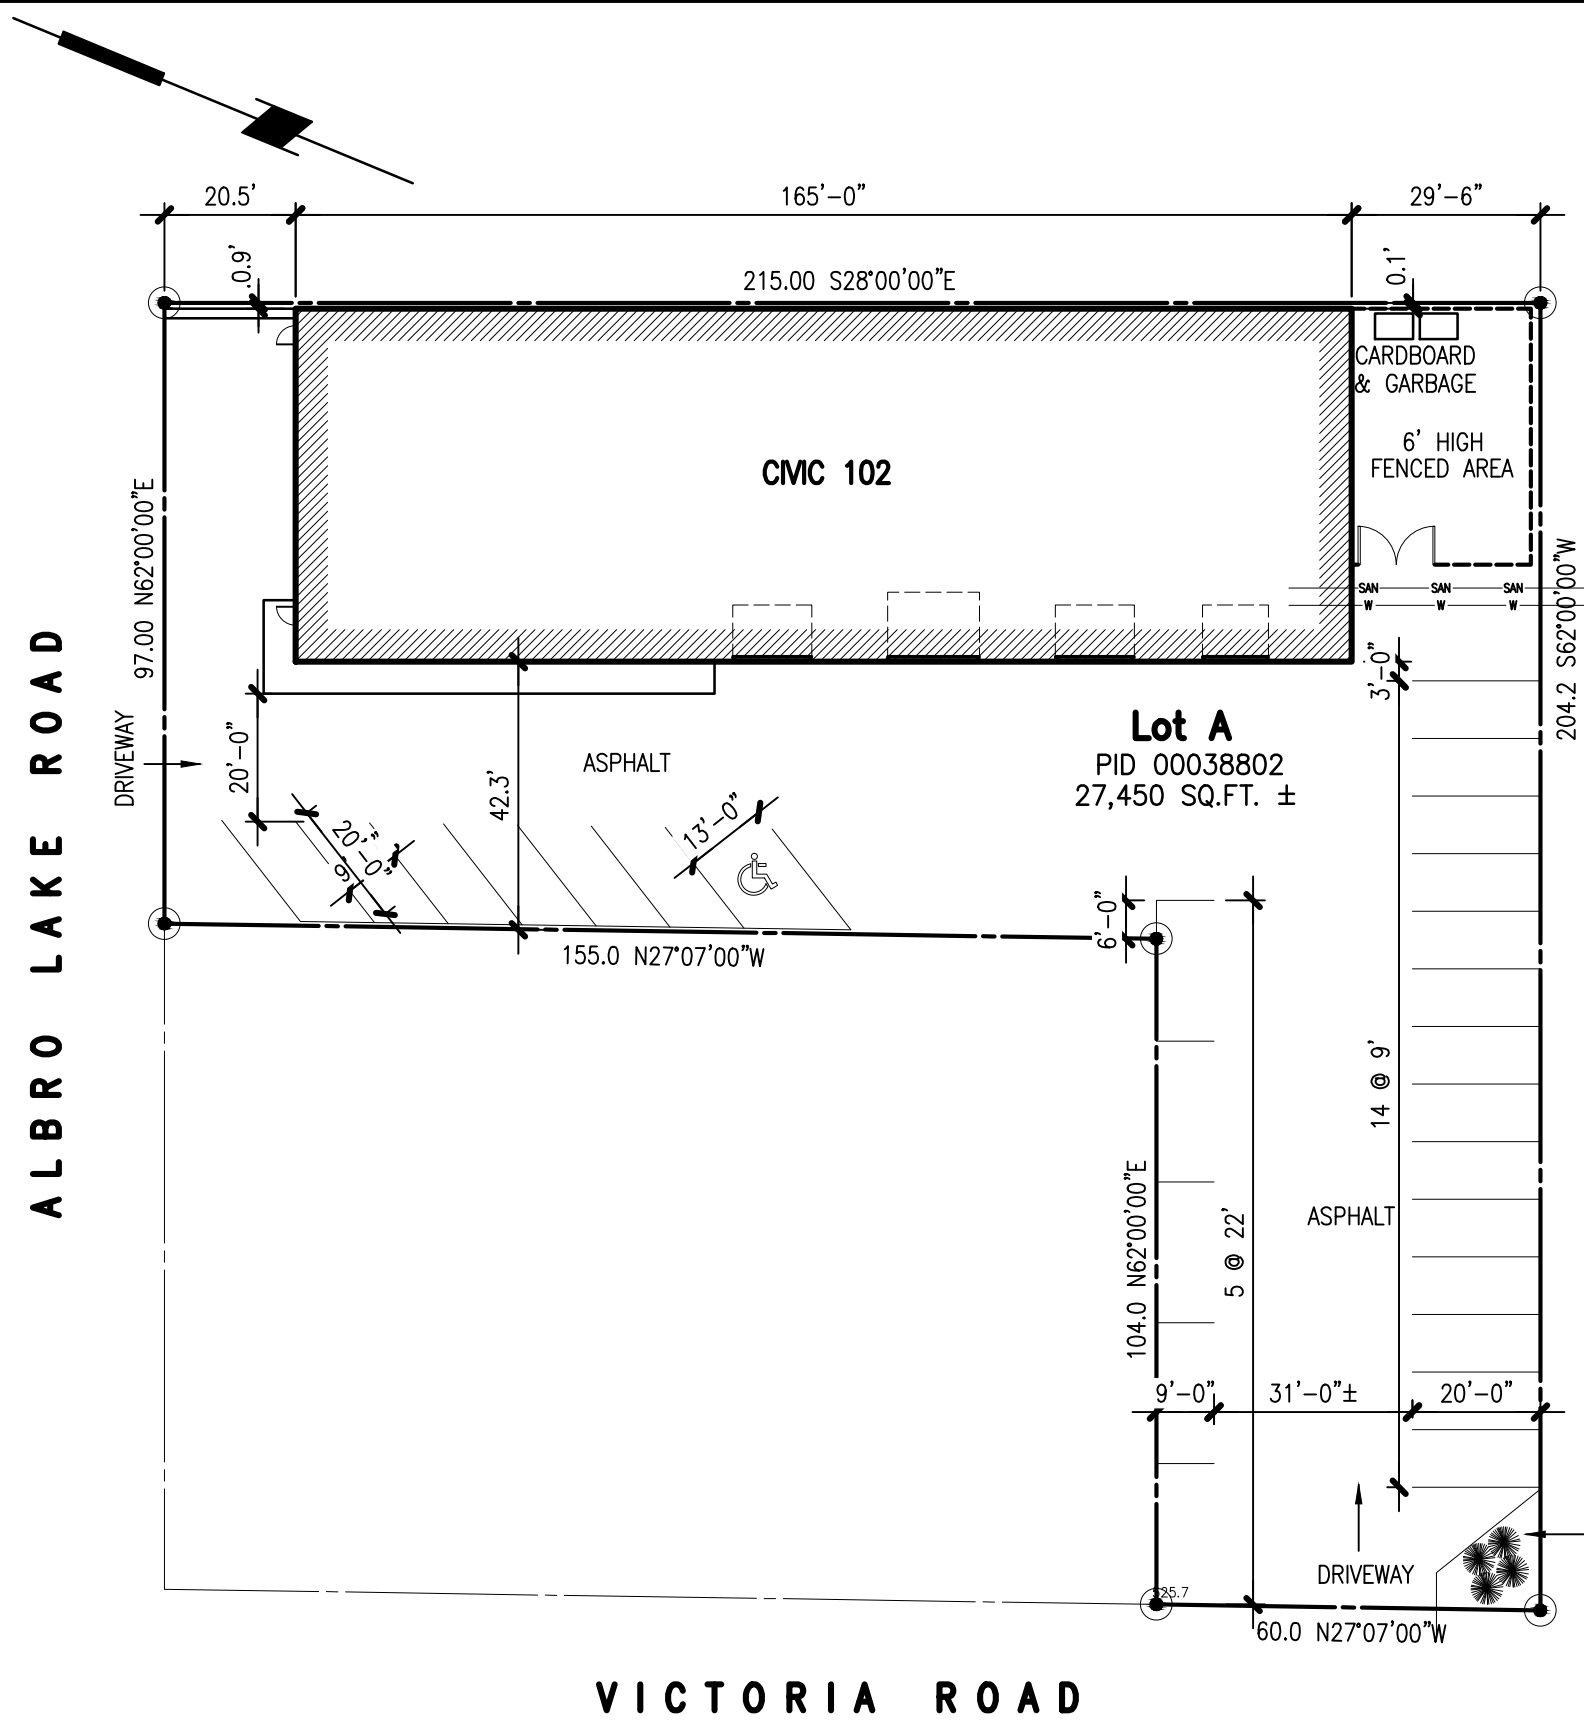 20.5'
165'-0"
29'-6"
0.9'
0.1'
215.00 S28°00'00"E
CARDBOARD
& GARBAGE
6' HIGH
FENCED AREA
CIVIC 102
97.00 N62°00'00"E
SAN SAN SAN
W W W
204.2 S62°00'00"W
3'-0"
ALBRO LAKE ROAD
DRIVEWAY
20'-0"
ASPHALT
42.3'
Lot A
PID 00038802
27,450 SQ.FT. ±
20'-0"
9'
13'-0"
6'-0"
155.0 N27°07'00"W
14 @ 9'
104.0 N62°00'00"E
5 @ 22'
ASPHALT
9'-0"
31'-0"±
20'-0"
DRIVEWAY
60.0 N27°07'00"W
VICTORIA ROAD